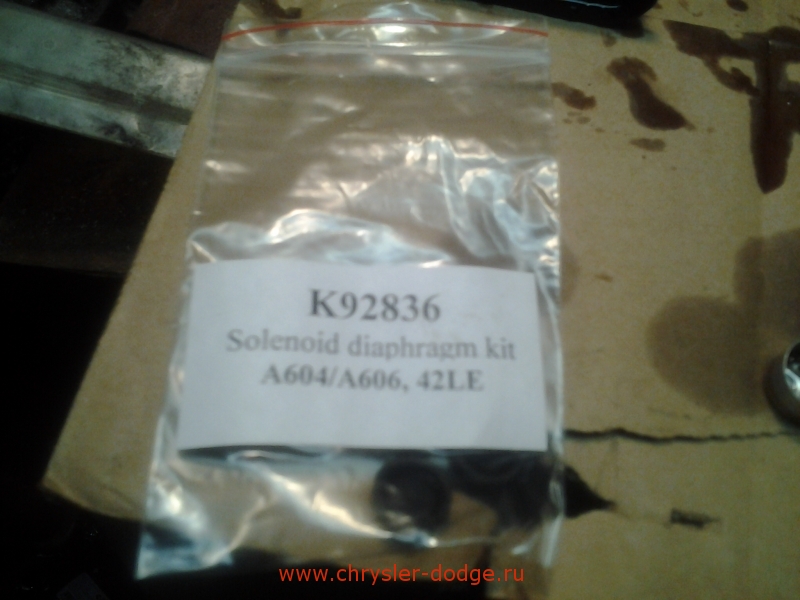 K92836
Solenoid diaphragm kit
A604/A606, 42LE
www.chrysler-dodge.ru